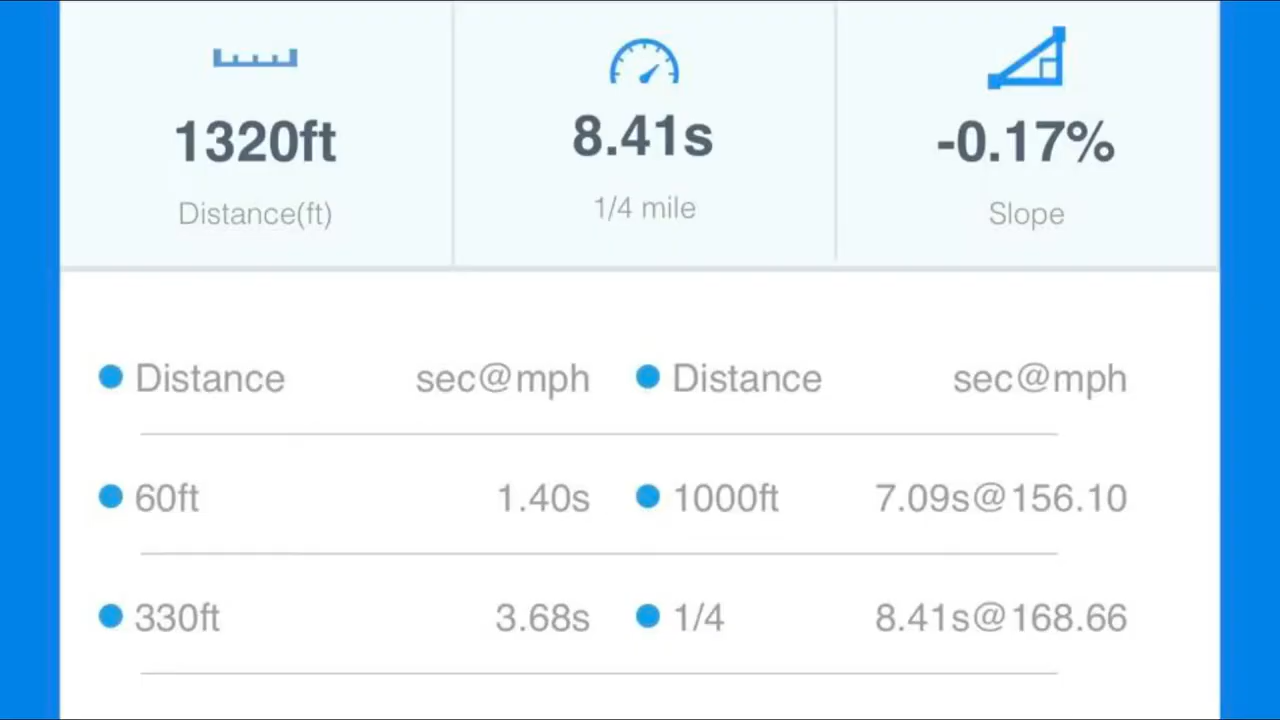 1320ft 8.41s -0.17%
Distance(ft) 1/4 mile Slope
Distance sec@mph Distance sec@mph
60ft 1.40s 1000ft 7.09s@156.10
330ft 3.68s 1/4 8.41s@168.66